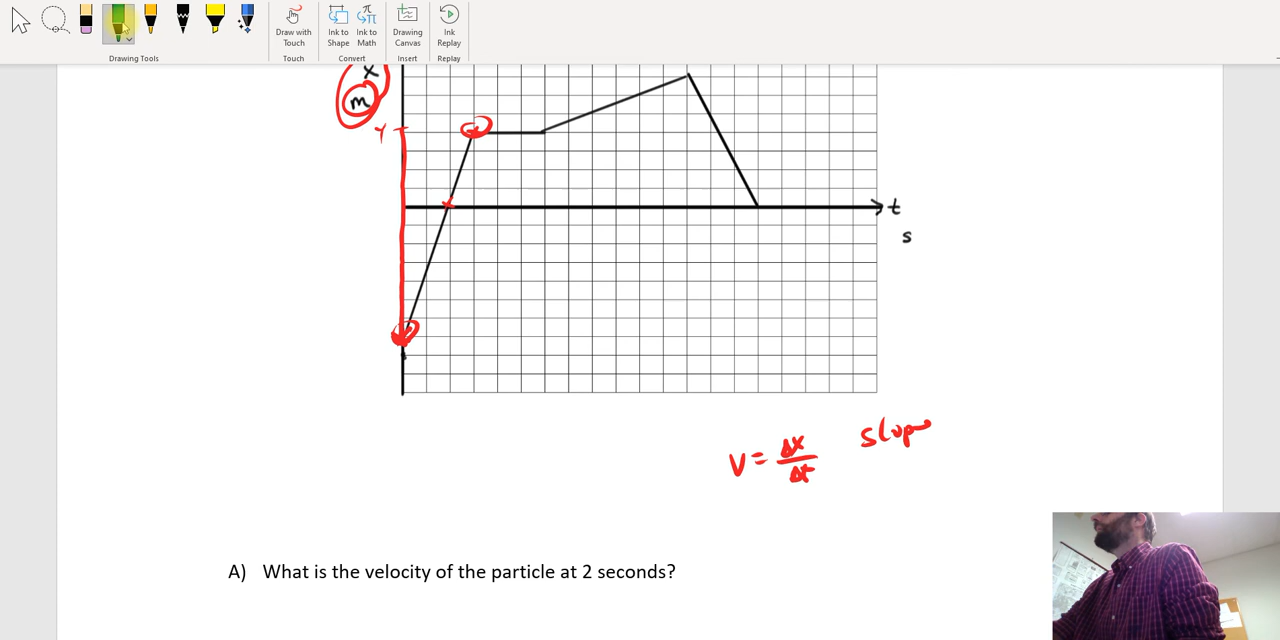 Draw with Touch
Ink to Shape
Ink to Math
Drawing Canvas
Ink Replay
Drawing Tools
Touch
Convert
Insert
Replay
x
m
4
t
s
V = Δx/Δt
slope
A) What is the velocity of the particle at 2 seconds?